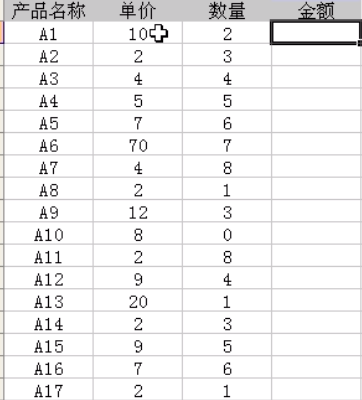 产品名称 单价 数量 金额
A1 10 2
A2 2 3
A3 4 4
A4 5 5
A5 7 6
A6 70 7
A7 4 8
A8 2 1
A9 12 3
A10 8 0
A11 2 8
A12 9 4
A13 20 1
A14 2 3
A15 9 5
A16 7 6
A17 2 1